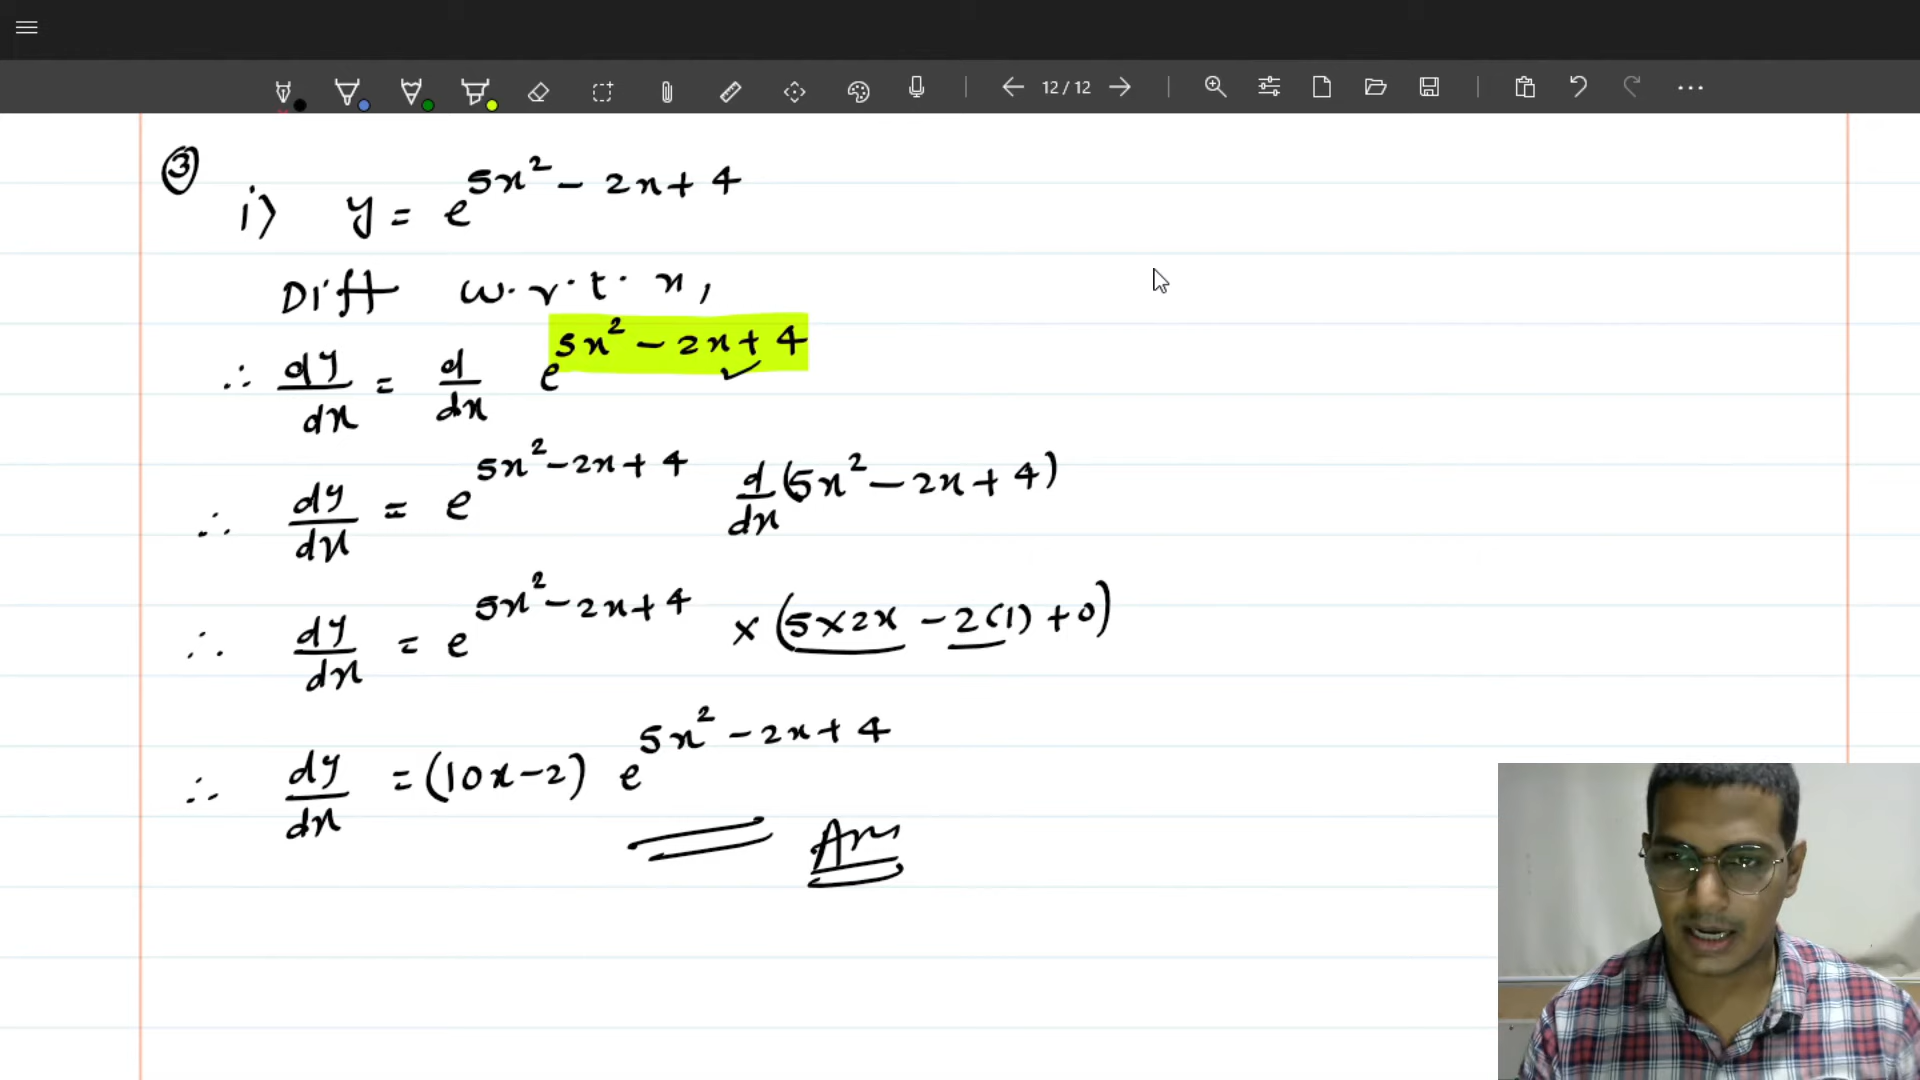 12 / 12
③
i) y = e^{5x² - 2x + 4}
Diff w.r.t. x,
∴ dy/dx = d/dx e^{5x² - 2x + 4}
∴ dy/dx = e^{5x² - 2x + 4} d/dx (5x² - 2x + 4)
∴ dy/dx = e^{5x² - 2x + 4} × (5×2x - 2(1) + 0)
∴ dy/dx = (10x - 2) e^{5x² - 2x + 4}
Ans